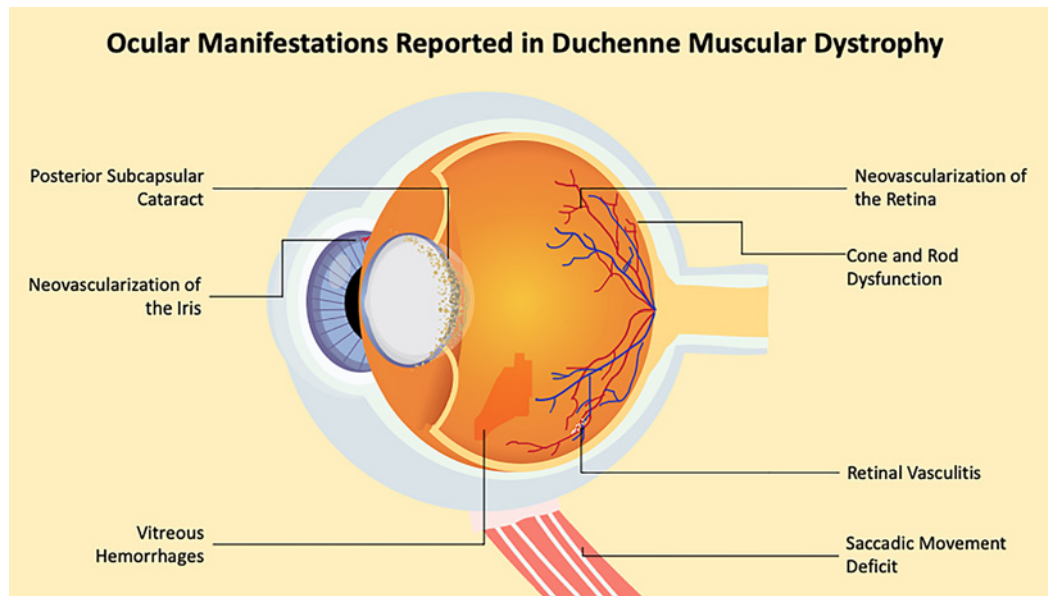 Ocular Manifestations Reported in Duchenne Muscular Dystrophy
Posterior Subcapsular
Cataract
Neovascularization of
the Iris
Vitreous
Hemorrhages
Neovascularization of
the Retina
Cone and Rod
Dysfunction
Retinal Vasculitis
Saccadic Movement
Deficit